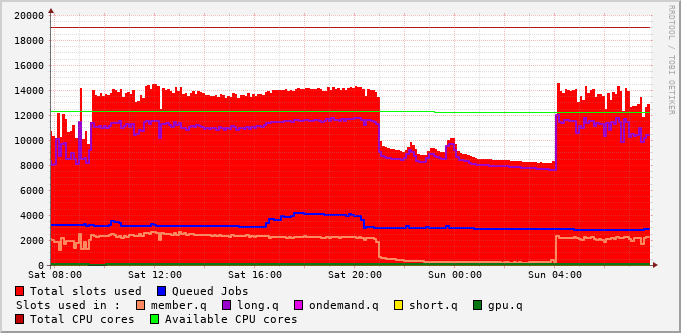 20000
18000
16000
14000
12000
10000
8000
6000
4000
2000
0
Sat 08:00 Sat 12:00 Sat 16:00 Sat 20:00 Sun 00:00 Sun 04:00
RRDTOOL / TOBI OETIKER
Total slots used Queued Jobs
Slots used in : member.q long.q ondemand.q short.q gpu.q
Total CPU cores Available CPU cores